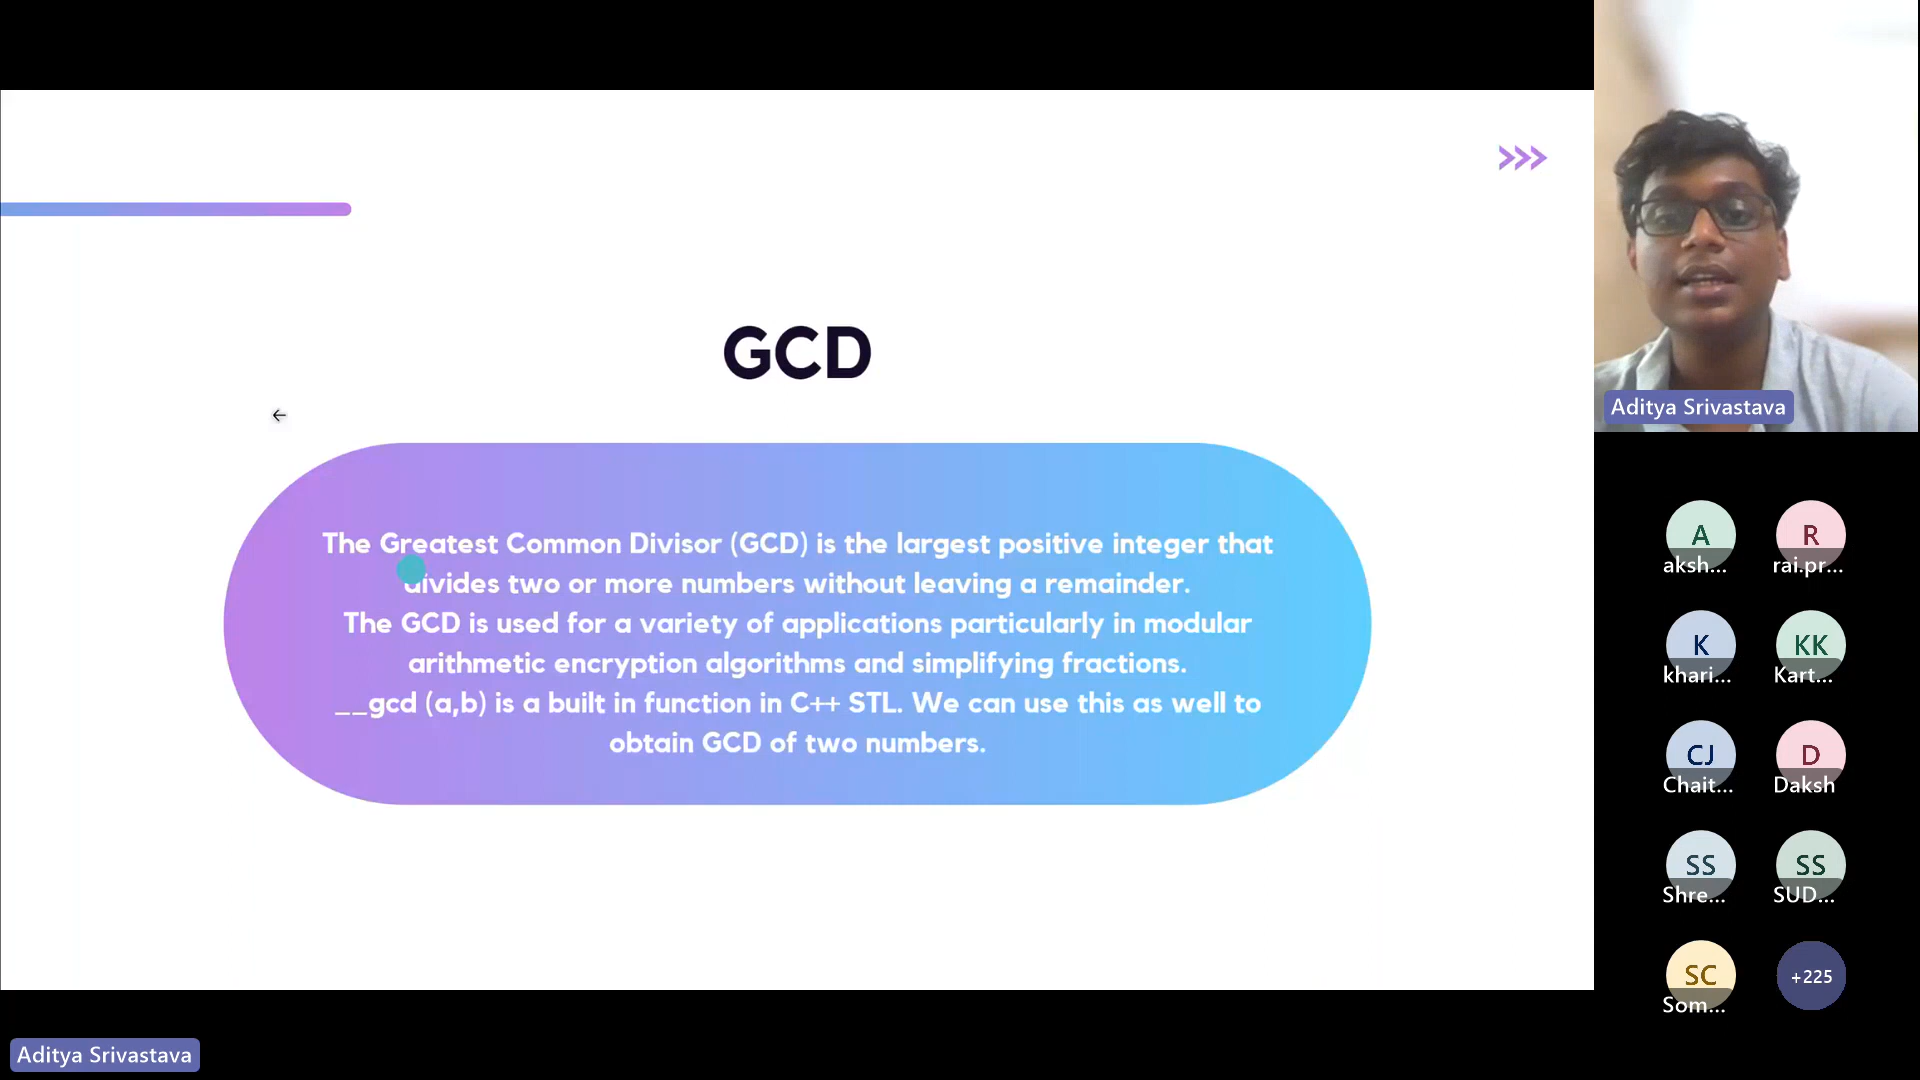 GCD
The Greatest Common Divisor (GCD) is the largest positive integer that
divides two or more numbers without leaving a remainder.
The GCD is used for a variety of applications particularly in modular
arithmetic encryption algorithms and simplifying fractions.
__gcd (a,b) is a built in function in C++ STL. We can use this as well to
obtain GCD of two numbers.
Aditya Srivastava
A
aksh...
R
rai.pr...
K
khari...
KK
Kart...
CJ
Chait...
D
Daksh
SS
Shre...
SS
SUD...
SC
Som...
+225
Aditya Srivastava